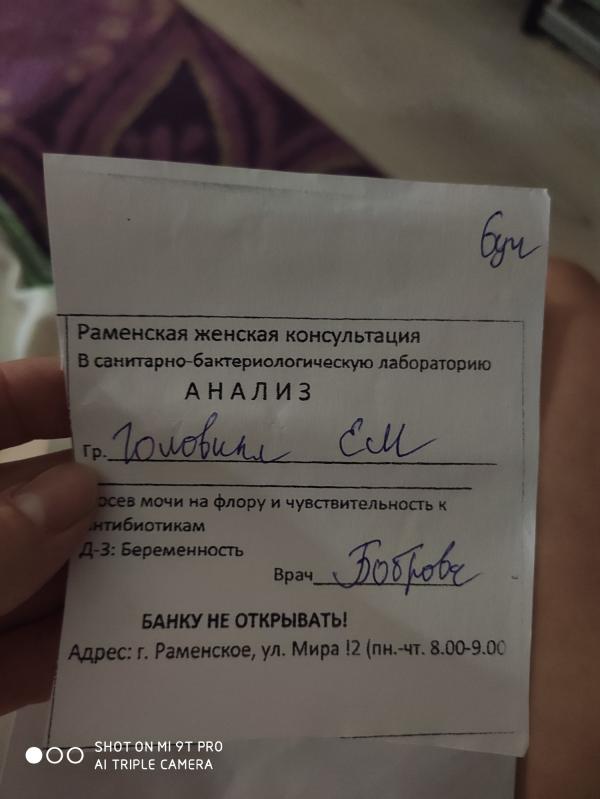 6уч
Раменская женская консультация
В санитарно-бактериологическую лабораторию
АНАЛИЗ
Гр. Головина ЕМ
осев мочи на флору и чувствительность к
нтибиотикам
Д-З: Беременность
Врач Боброва
БАНКУ НЕ ОТКРЫВАТЬ!
Адрес: г. Раменское, ул. Мира !2 (пн.-чт. 8.00-9.00
SHOT ON MI 9T PRO
AI TRIPLE CAMERA